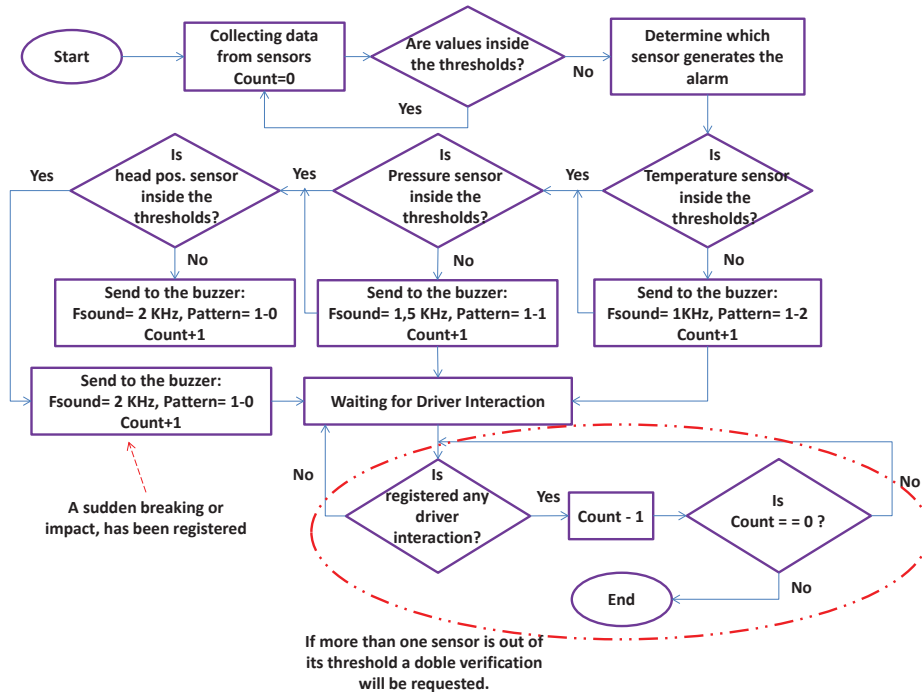 Start
Collecting data
from sensors
Count=0
Are values inside
the thresholds?
No
Yes
Determine which
sensor generates the
alarm
Is
Temperature sensor
inside the
thresholds?
Yes
No
Is
Pressure sensor
inside the
thresholds?
Yes
No
Is
head pos. sensor
inside the
thresholds?
Yes
No
Send to the buzzer:
Fsound= 2 KHz, Pattern= 1-0
Count+1
Send to the buzzer:
Fsound= 1,5 KHz, Pattern= 1-1
Count+1
Send to the buzzer:
Fsound= 1KHz, Pattern= 1-2
Count+1
Send to the buzzer:
Fsound= 2 KHz, Pattern= 1-0
Count+1
Waiting for Driver Interaction
A sudden breaking or
impact, has been registered
No
Is
registered any
driver
interaction?
Yes
Count - 1
Is
Count = = 0 ?
No
No
End
If more than one sensor is out of
its threshold a doble verification
will be requested.